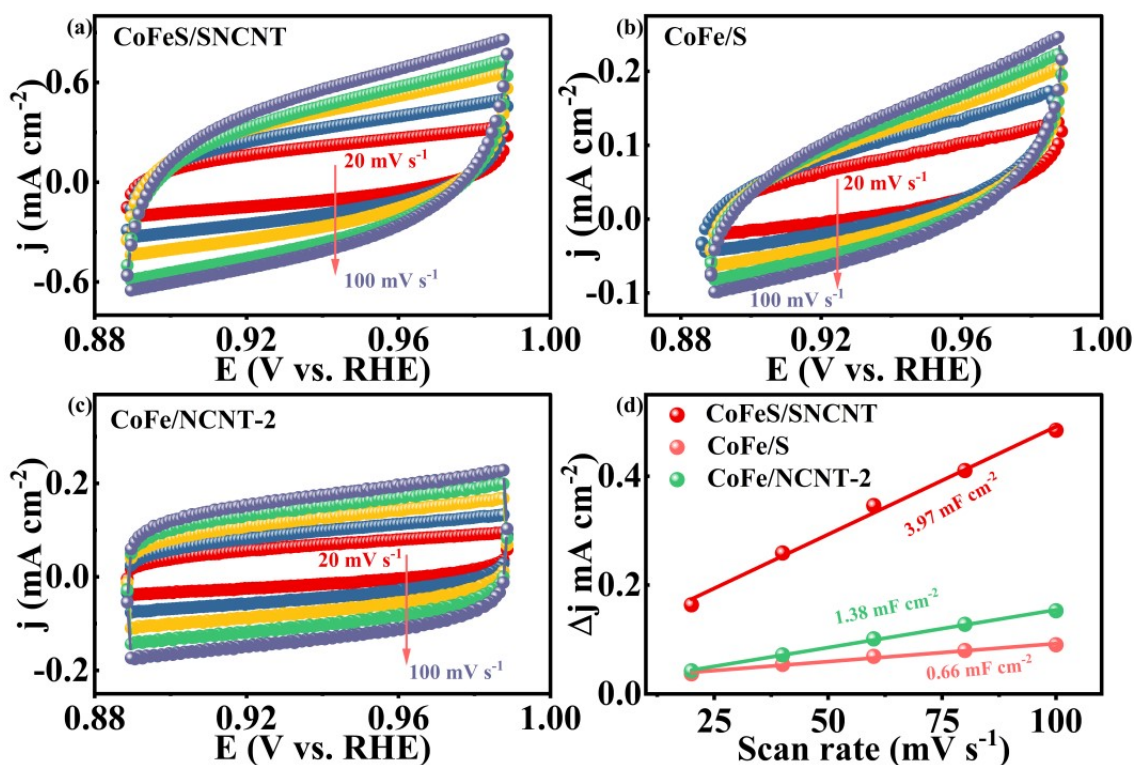 (a)
CoFeS/SNCNT
j (mA cm⁻²)
0.6
0.0
-0.6
20 mV s⁻¹
100 mV s⁻¹
0.88
0.92
0.96
1.00
E (V vs. RHE)
(b)
CoFe/S
j (mA cm⁻²)
0.2
0.1
0.0
-0.1
20 mV s⁻¹
100 mV s⁻¹
0.88
0.92
0.96
1.00
E (V vs. RHE)
(c)
CoFe/NCNT-2
j (mA cm⁻²)
0.2
0.0
-0.2
20 mV s⁻¹
100 mV s⁻¹
0.88
0.92
0.96
1.00
E (V vs. RHE)
(d)
CoFeS/SNCNT
CoFe/S
CoFe/NCNT-2
Δj mA cm⁻²
0.4
0.2
0.0
3.97 mF cm⁻²
1.38 mF cm⁻²
0.66 mF cm⁻²
25
50
75
100
Scan rate (mV s⁻¹)